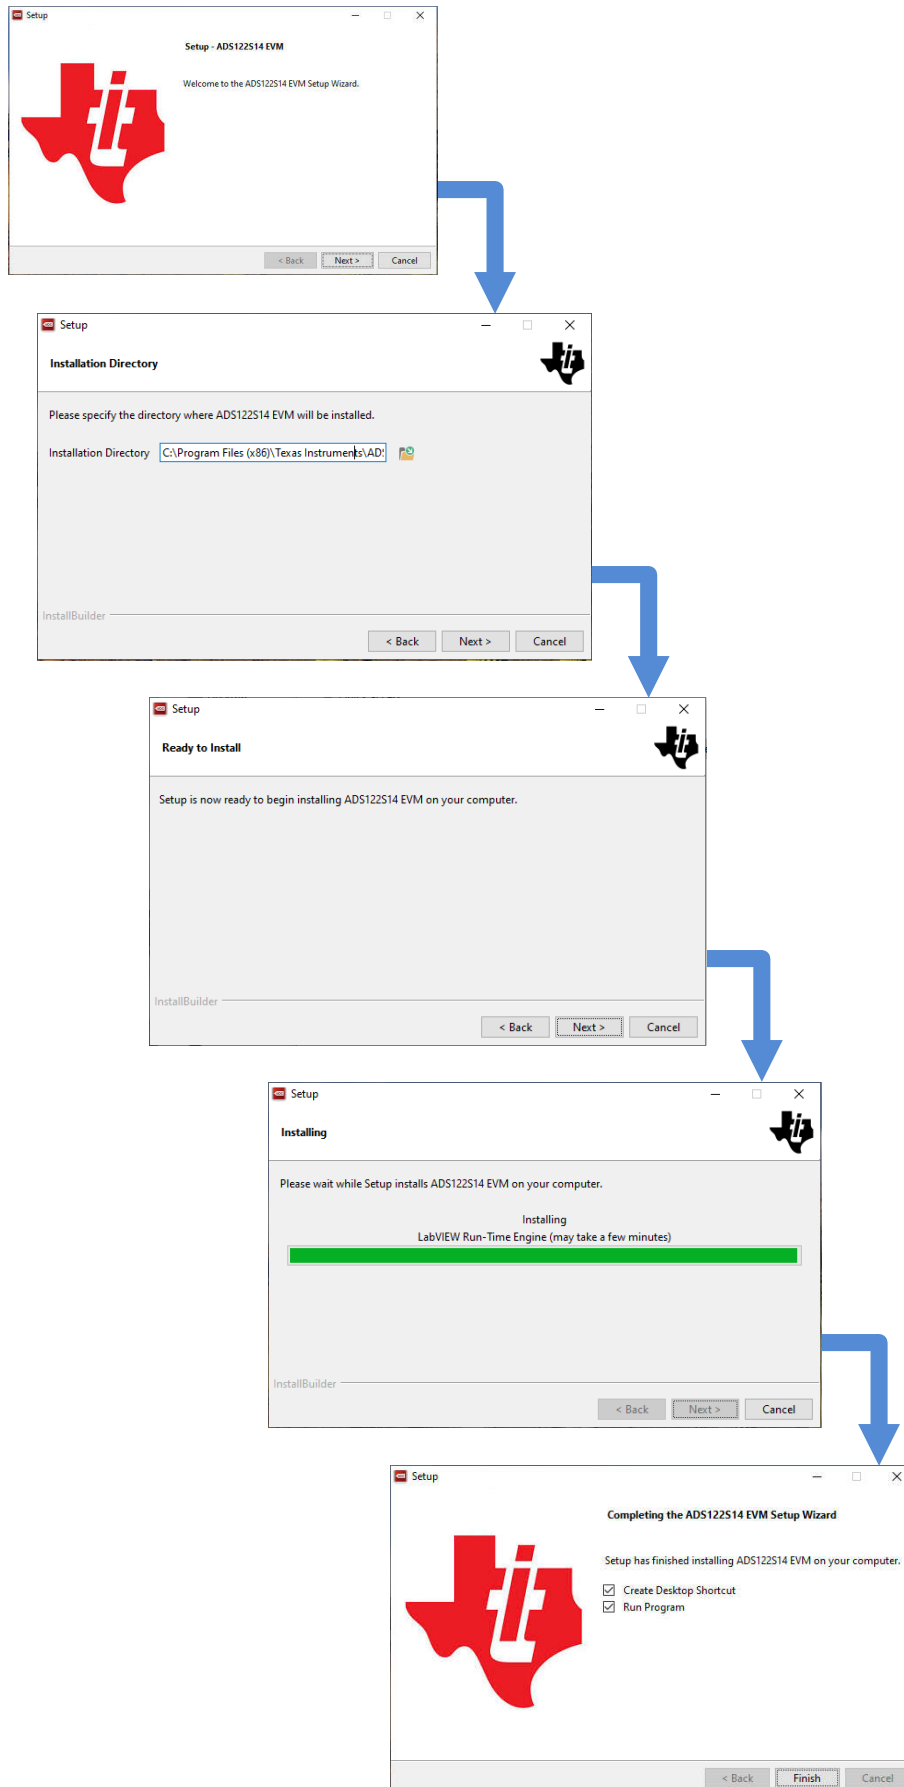 Setup
Setup - ADS122S14 EVM
Welcome to the ADS122S14 EVM Setup Wizard.
< Back Next > Cancel
Setup
Installation Directory
Please specify the directory where ADS122S14 EVM will be installed.
Installation Directory C:\Program Files (x86)\Texas Instruments\AD
InstallBuilder
< Back Next > Cancel
Setup
Ready to Install
Setup is now ready to begin installing ADS122S14 EVM on your computer.
InstallBuilder
< Back Next > Cancel
Setup
Installing
Please wait while Setup installs ADS122S14 EVM on your computer.
Installing
LabVIEW Run-Time Engine (may take a few minutes)
InstallBuilder
< Back Next > Cancel
Setup
Completing the ADS122S14 EVM Setup Wizard
Setup has finished installing ADS122S14 EVM on your computer.
Create Desktop Shortcut
Run Program
< Back Finish Cancel